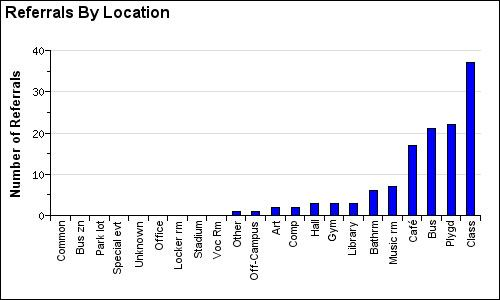 Referrals By Location
Number of Referrals
40
30
20
10
0
Common
Bus zn
Park lot
Special evt
Unknown
Office
Locker rm
Stadium
Voc Rm
Other
Off-Campus
Art
Comp
Hall
Gym
Library
Bathrm
Music rm
Café
Bus
Plygd
Class